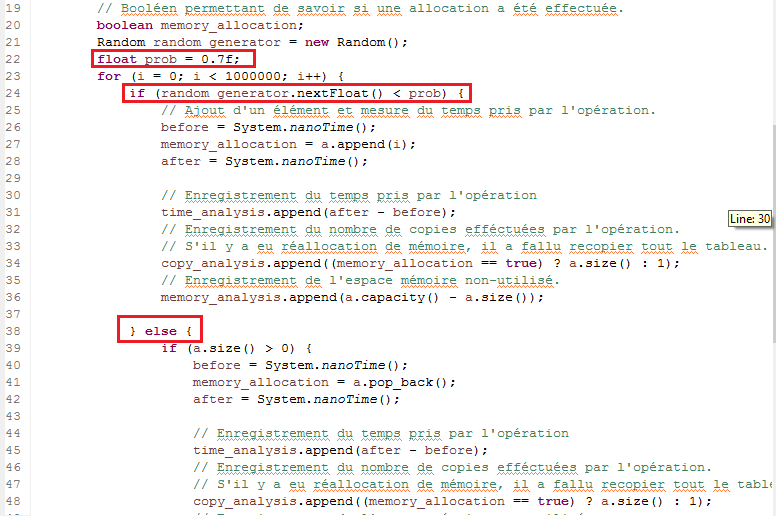 19 // Booléen permettant de savoir si une allocation a été effectuée.
20 boolean memory_allocation;
21 Random random_generator = new Random();
22 float prob = 0.7f;
23 for (i = 0; i < 1000000; i++) {
24 if (random_generator.nextFloat() < prob) {
25 // Ajout d'un élément et mesure du temps pris par l'opération.
26 before = System.nanoTime();
27 memory_allocation = a.append(i);
28 after = System.nanoTime();
29
30 // Enregistrement du temps pris par l'opération
31 time_analysis.append(after - before);
Line: 30
32 // Enregistrement du nombre de copies efféctuées par l'opération.
33 // S'il y a eu réallocation de mémoire, il a fallu recopier tout le tableau.
34 copy_analysis.append((memory_allocation == true) ? a.size() : 1);
35 // Enregistrement de l'espace mémoire non-utilisé.
36 memory_analysis.append(a.capacity() - a.size());
37
38 } else {
39 if (a.size() > 0) {
40 before = System.nanoTime();
41 memory_allocation = a.pop_back();
42 after = System.nanoTime();
43
44 // Enregistrement du temps pris par l'opération
45 time_analysis.append(after - before);
46 // Enregistrement du nombre de copies efféctuées par l'opération.
47 // S'il y a eu réallocation de mémoire, il a fallu recopier tout le table
48 copy_analysis.append((memory_allocation == true) ? a.size() : 1);